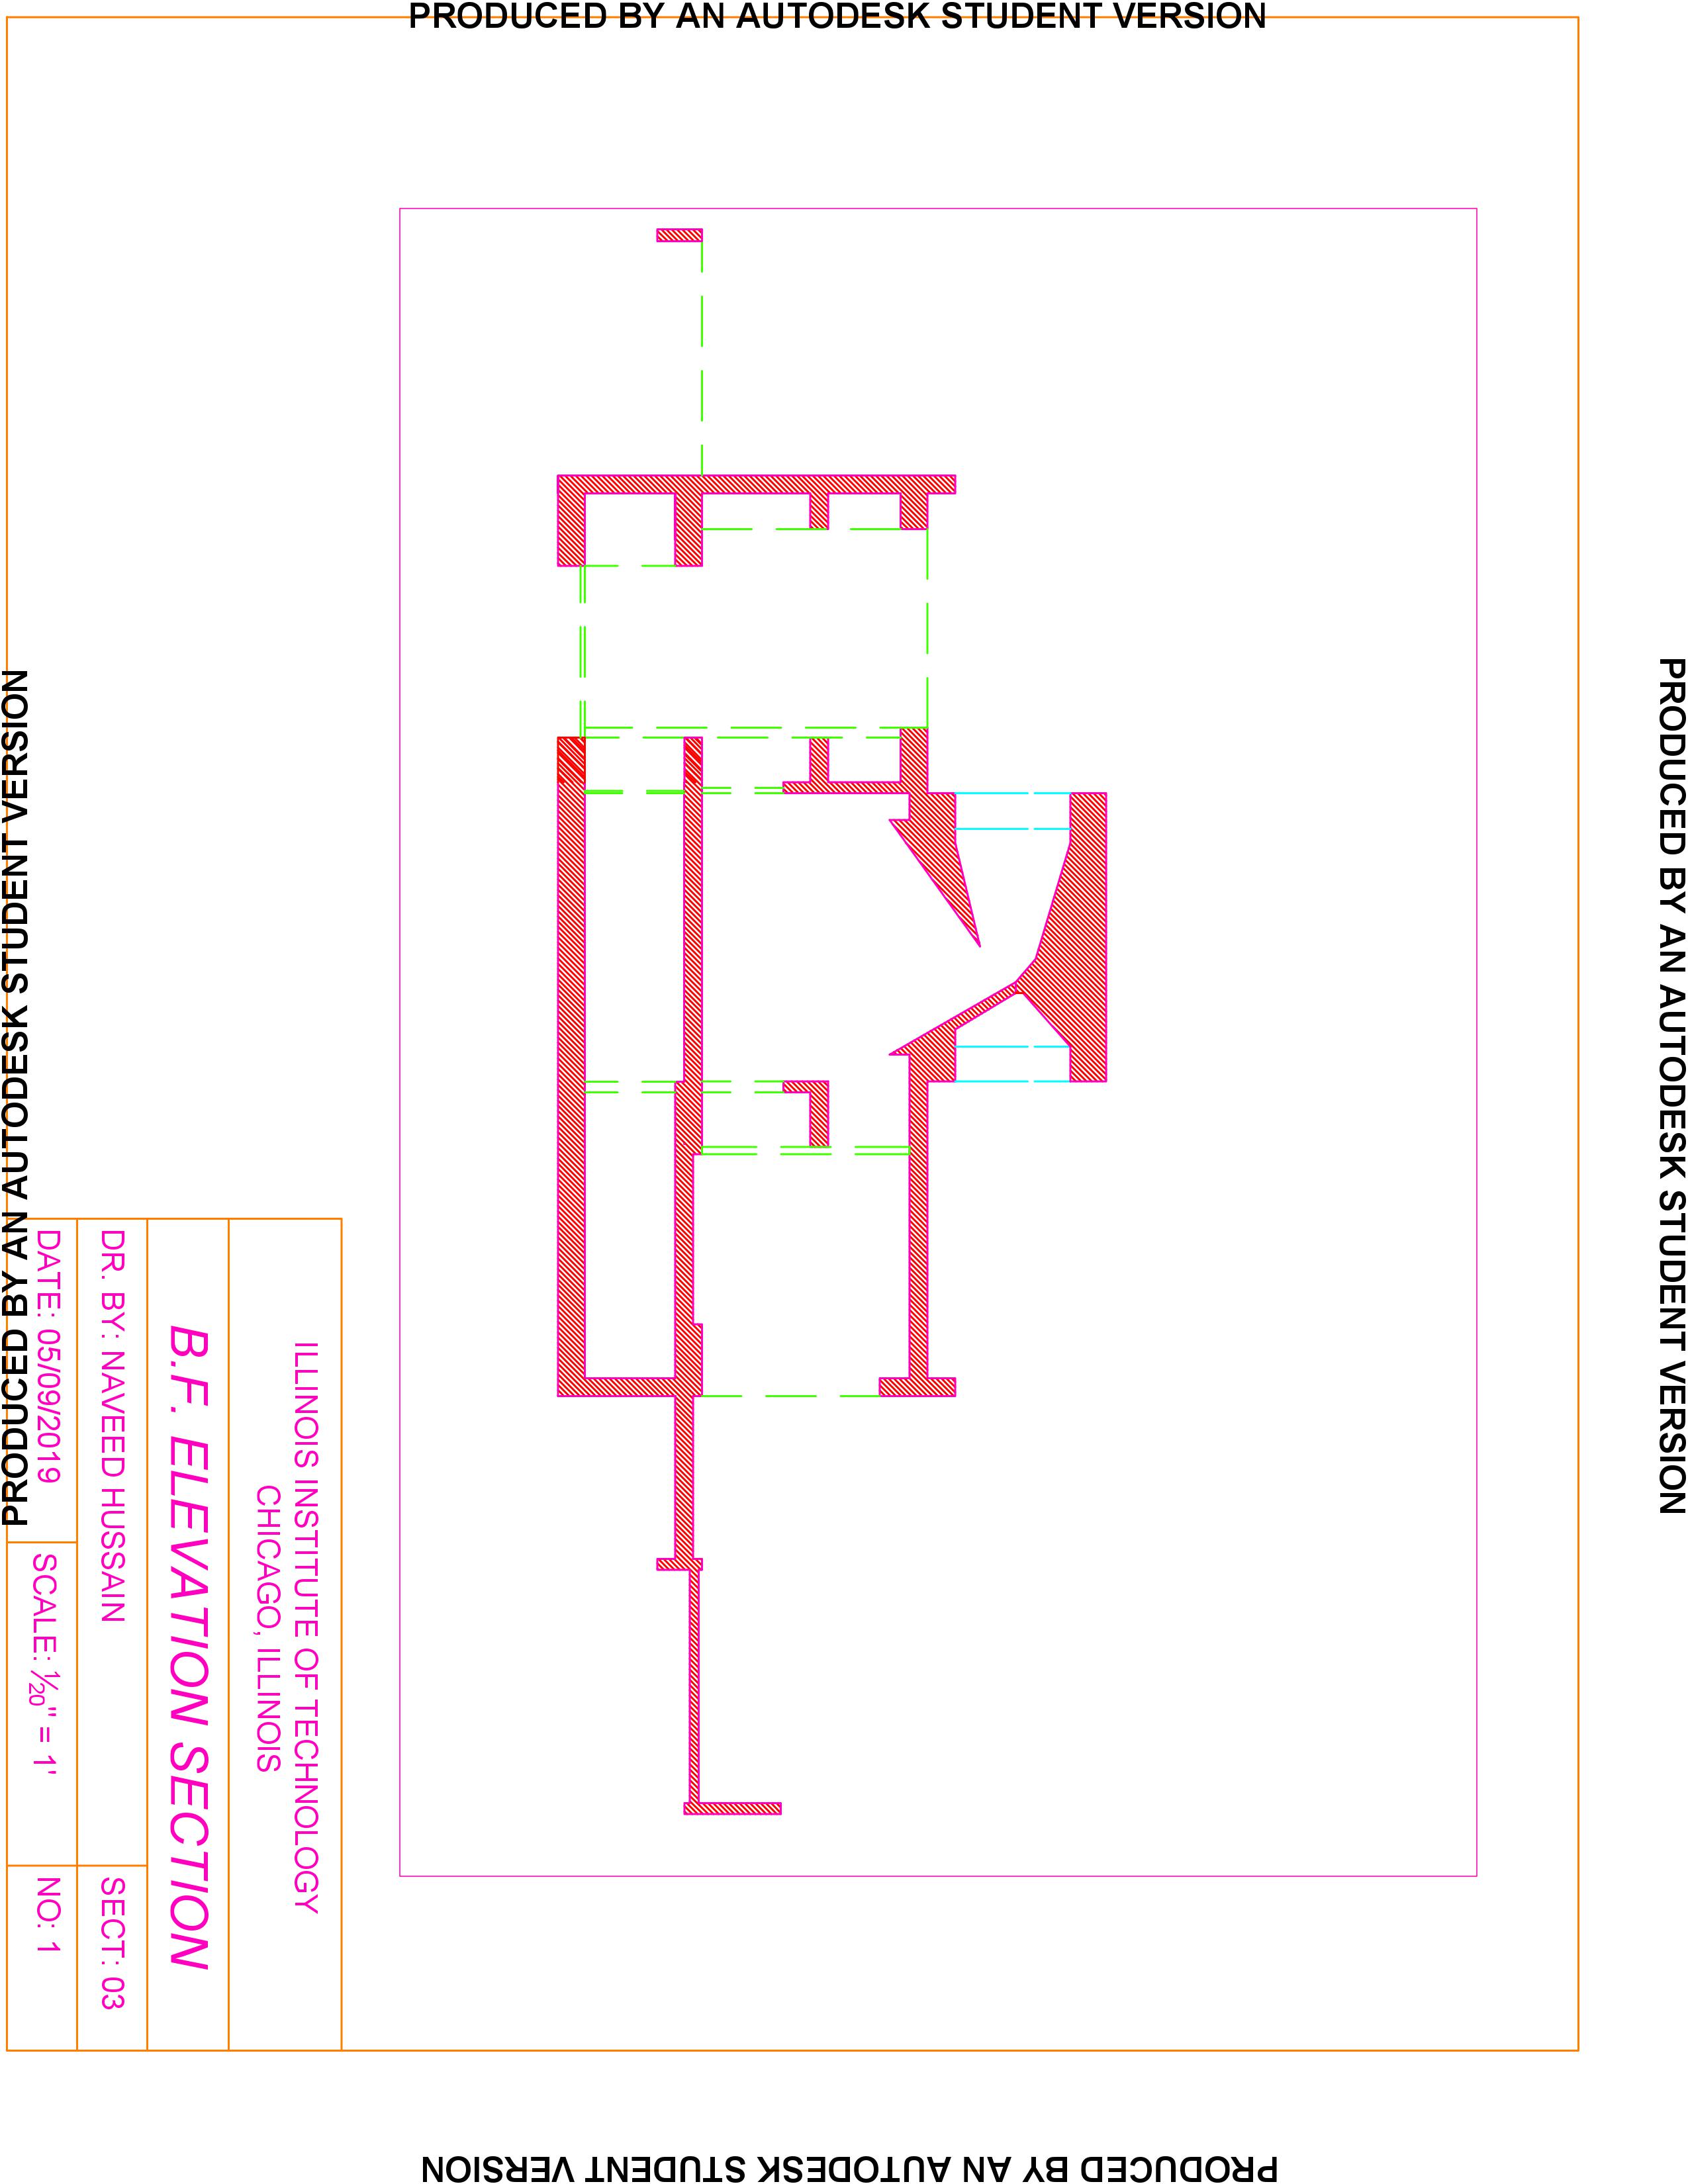 PRODUCED BY AN AUTODESK STUDENT VERSION
PRODUCED BY AN AUTODESK STUDENT VERSION
PRODUCED BY AN AUTODESK STUDENT VERSION
ILLINOIS INSTITUTE OF TECHNOLOGY
CHICAGO, ILLINOIS
B.F. ELEVATION SECTION
DR. BY: NAVEED HUSSAIN
SECT: 03
DATE: 05/09/2019
SCALE: 1⁄20" = 1'
NO: 1
PRODUCED BY AN AUTODESK STUDENT VERSION